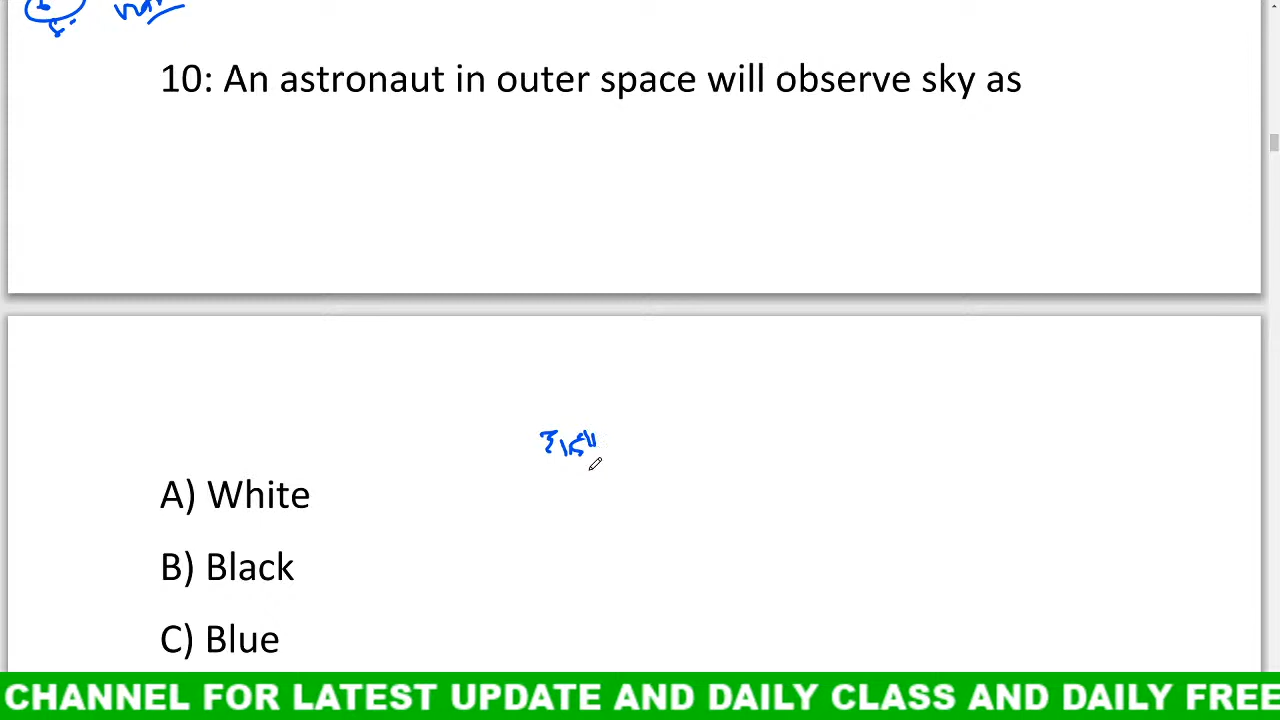 10: An astronaut in outer space will observe sky as
A) White
B) Black
C) Blue
CHANNEL FOR LATEST UPDATE AND DAILY CLASS AND DAILY FREE